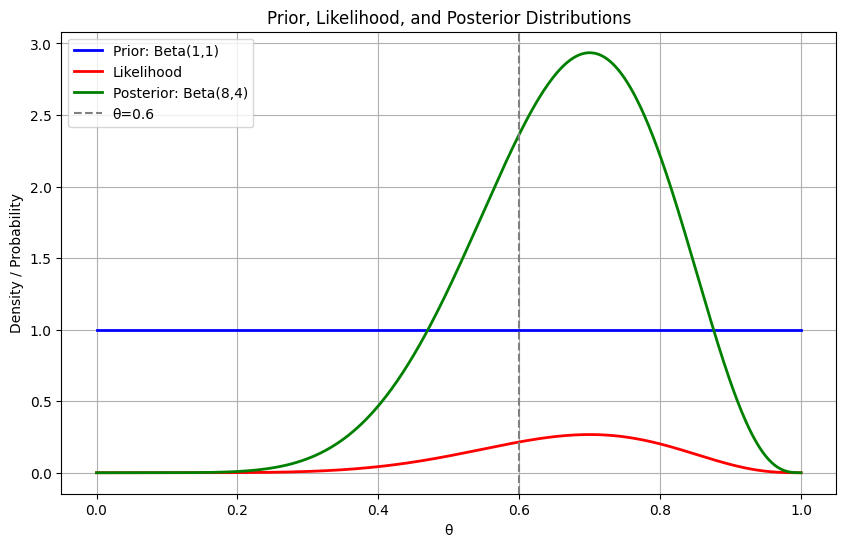 Prior, Likelihood, and Posterior Distributions
Prior: Beta(1,1)
Likelihood
Posterior: Beta(8,4)
θ=0.6
Density / Probability
3.0
2.5
2.0
1.5
1.0
0.5
0.0
0.0 0.2 0.4 0.6 0.8 1.0
θ